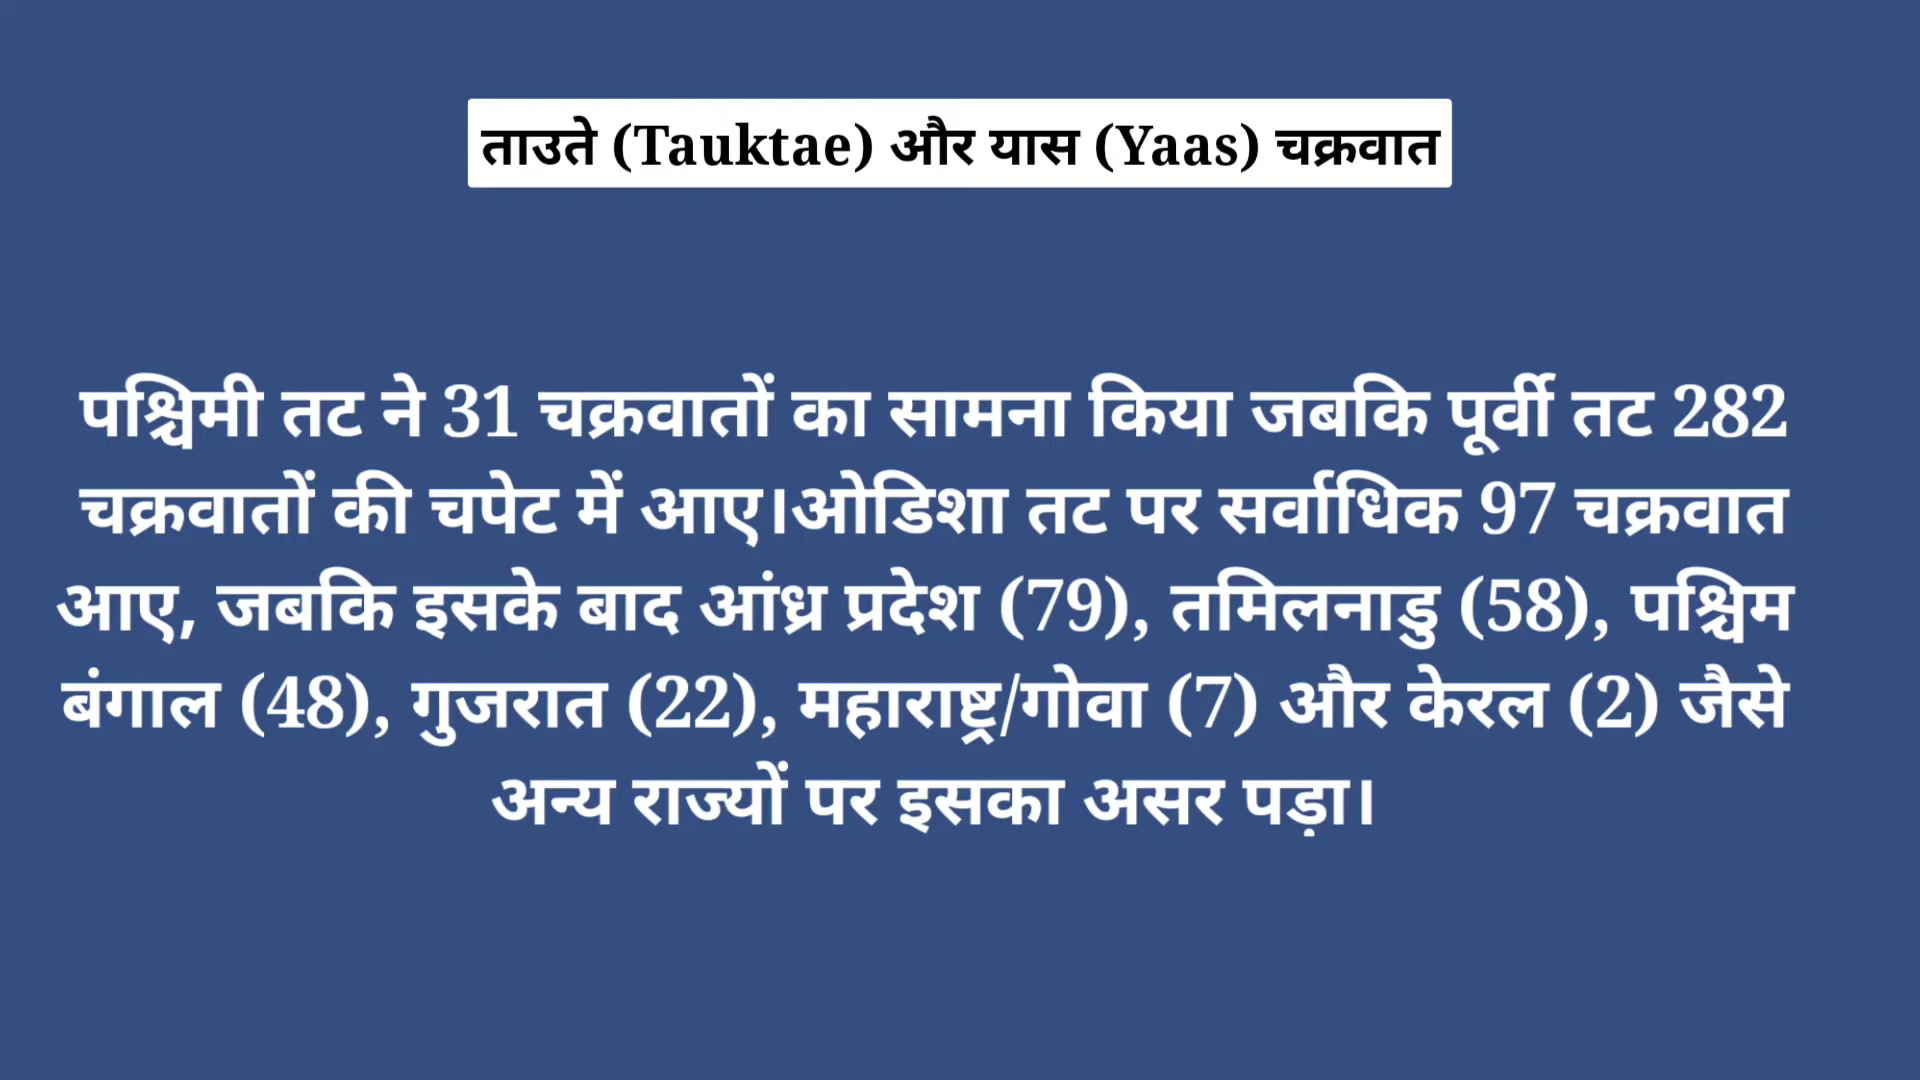 ताउते (Tauktae) और यास (Yaas) चक्रवात
पश्चिमी तट ने 31 चक्रवातों का सामना किया जबकि पूर्वी तट 282
चक्रवातों की चपेट में आए।ओडिशा तट पर सर्वाधिक 97 चक्रवात
आए, जबकि इसके बाद आंध्र प्रदेश (79), तमिलनाडु (58), पश्चिम
बंगाल (48), गुजरात (22), महाराष्ट्र/गोवा (7) और केरल (2) जैसे
अन्य राज्यों पर इसका असर पड़ा।